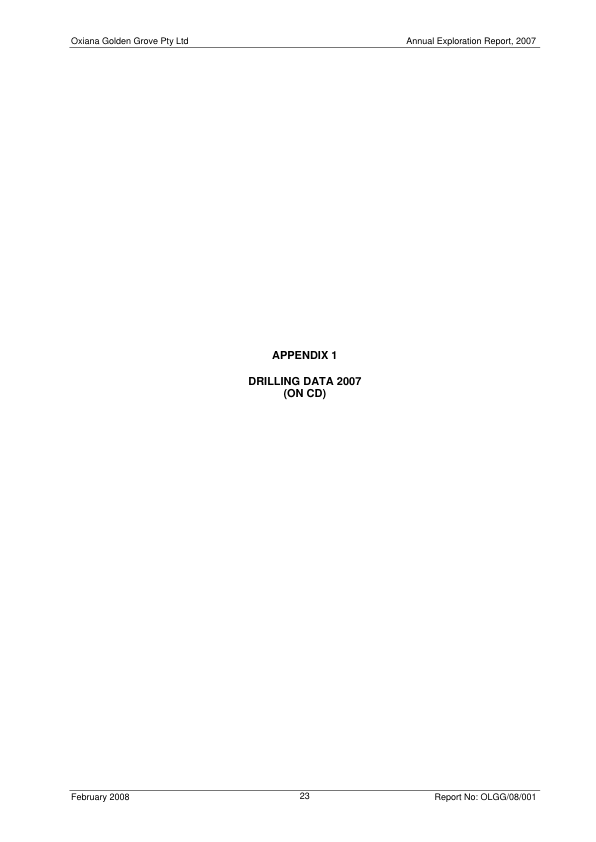 Oxiana Golden Grove Pty Ltd Annual Exploration Report, 2007
APPENDIX 1
DRILLING DATA 2007
(ON CD)
February 2008 23 Report No: OLGG/08/001